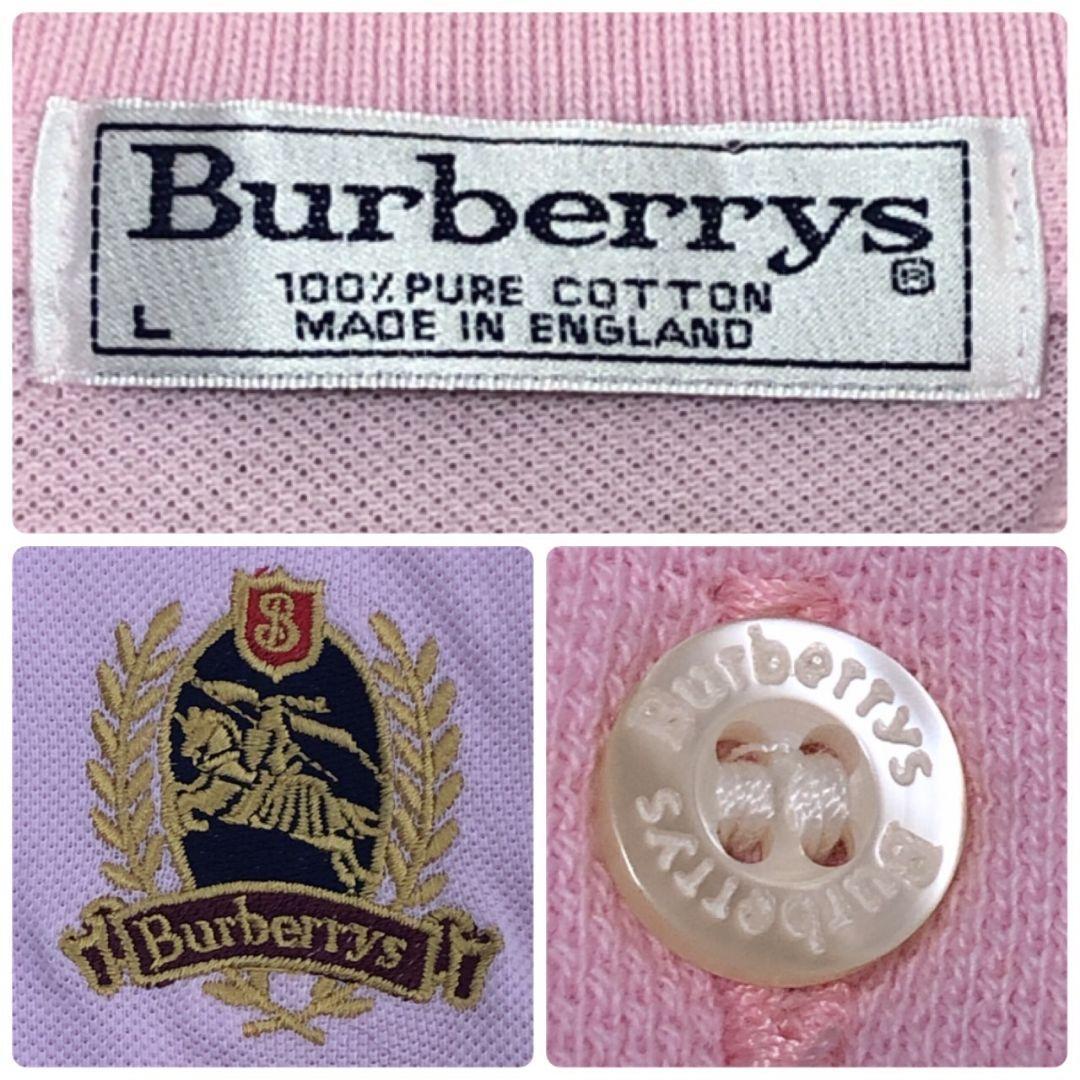 Burberrys
®
100% PURE COTTON
L
MADE IN ENGLAND
B
Burberrys
Burberrys
Burberrys